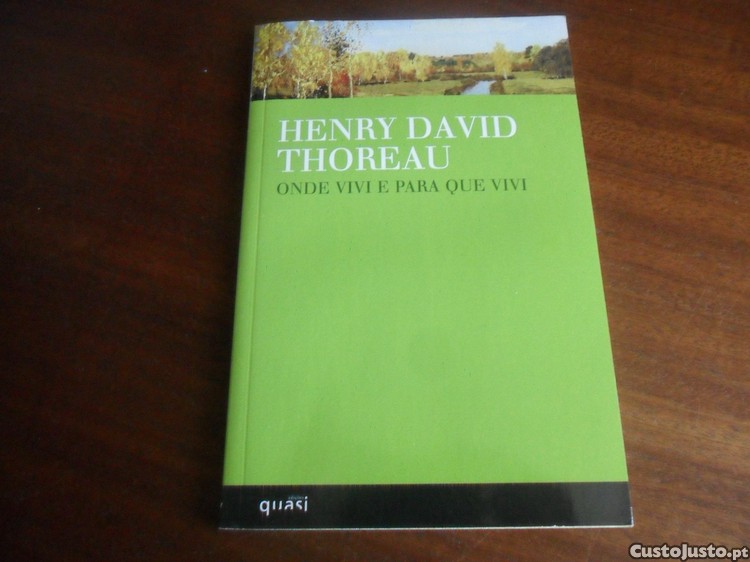 HENRY DAVID
THOREAU
ONDE VIVI E PARA QUE VIVI
quasi
CustoJusto.pt